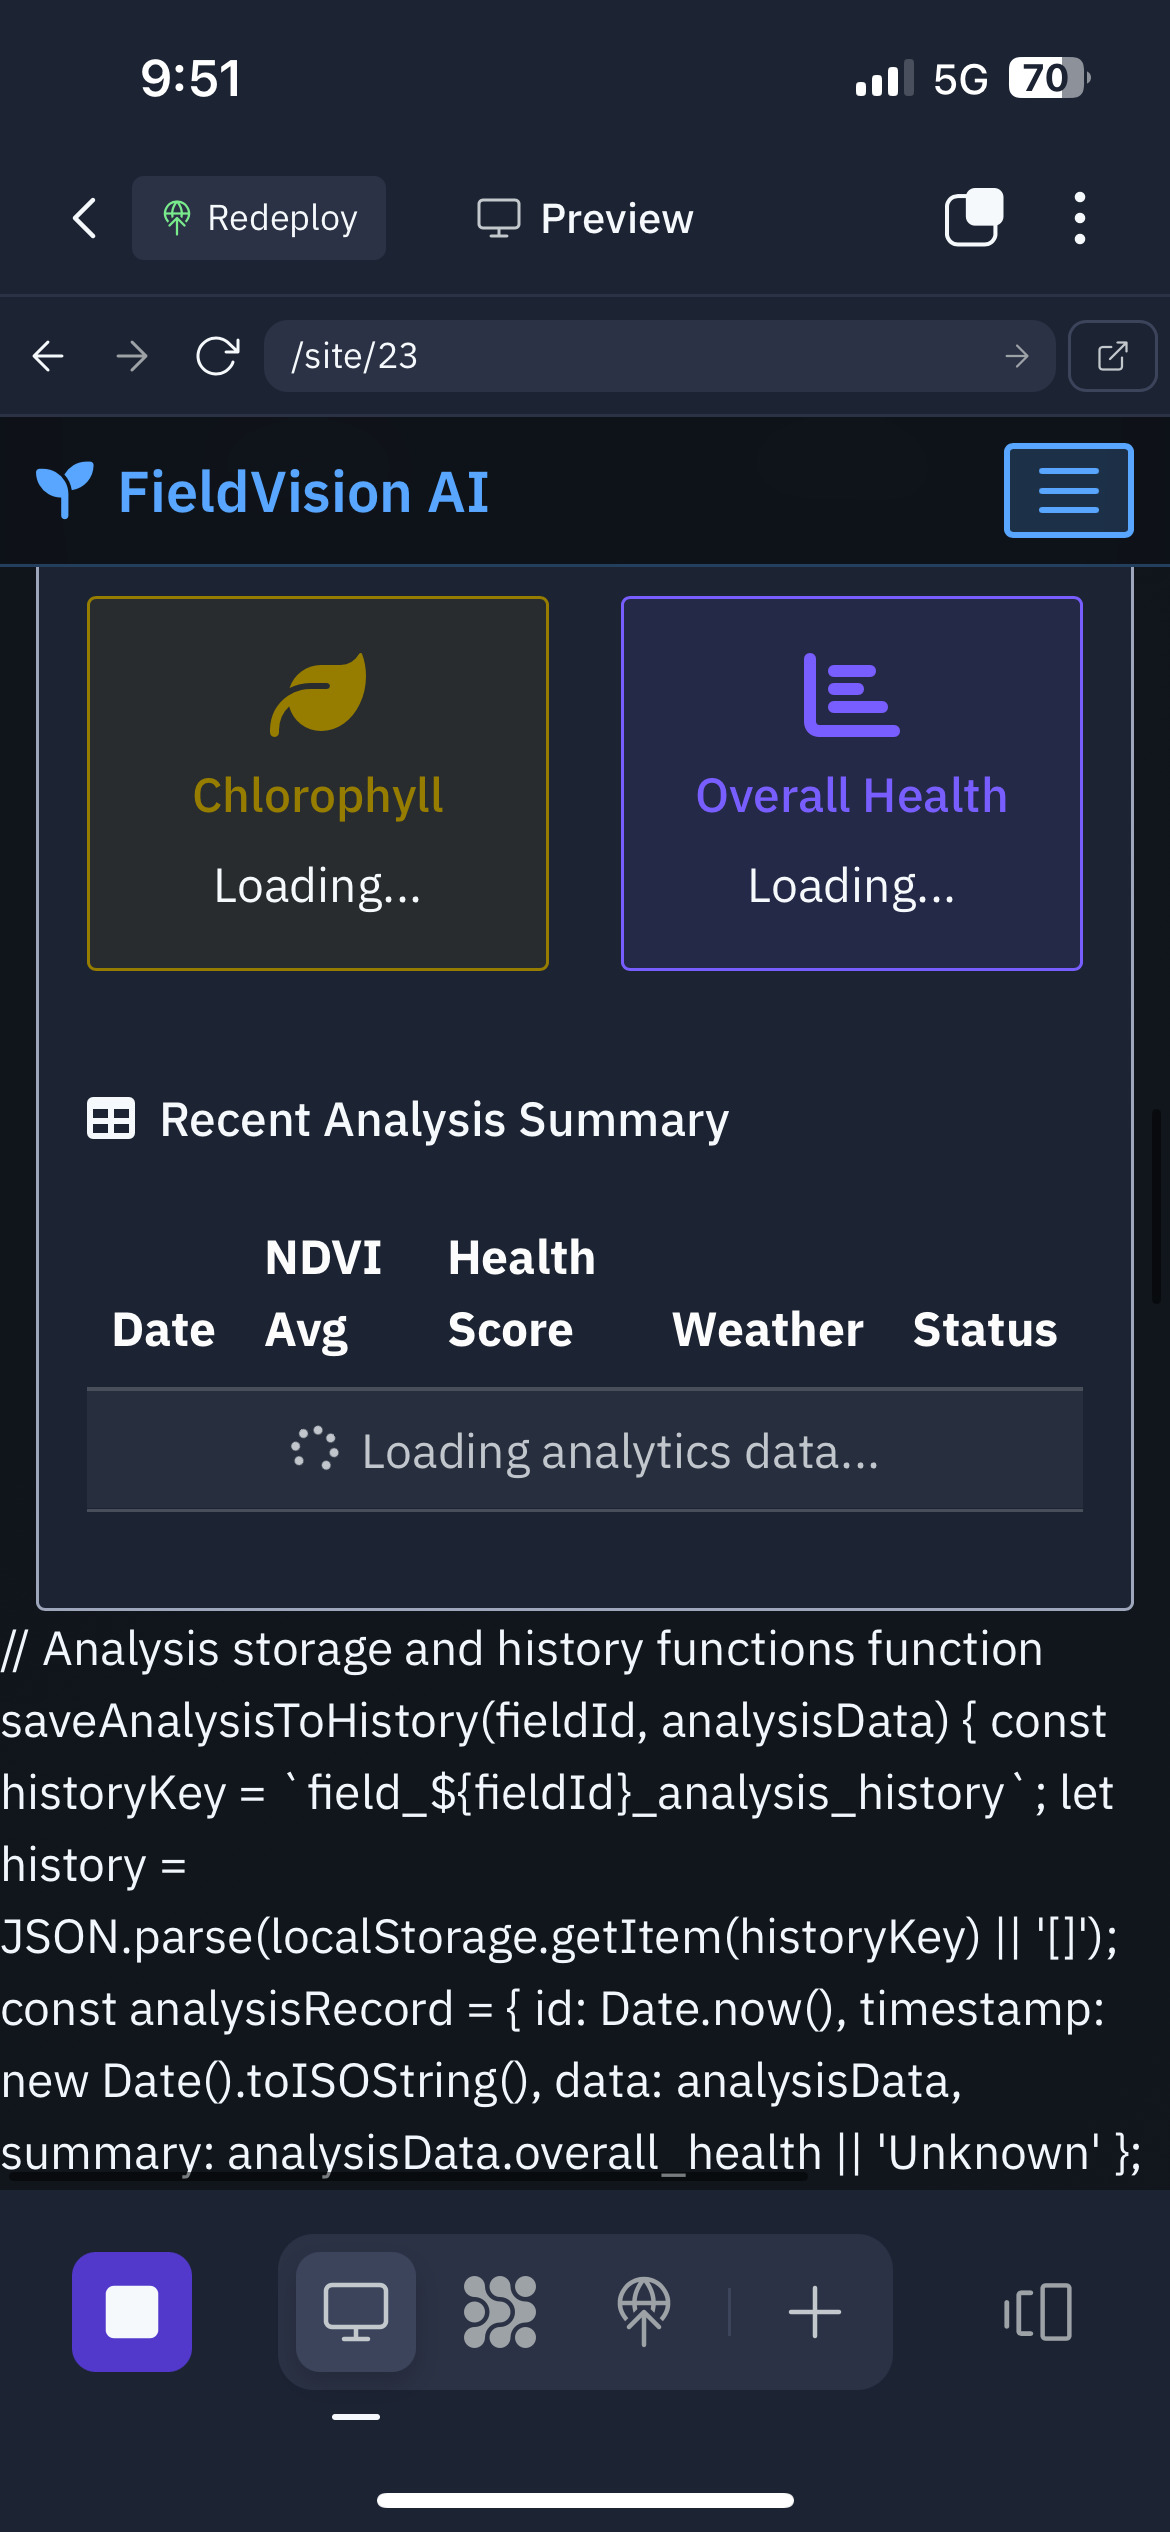 9:51
5G 70
Redeploy
Preview
/site/23
FieldVision AI
Chlorophyll
Loading...
Overall Health
Loading...
Recent Analysis Summary
Date
NDVI Avg
Health Score
Weather
Status
Loading analytics data...
// Analysis storage and history functions function
saveAnalysisToHistory(fieldId, analysisData) { const
historyKey = `field_${fieldId}_analysis_history`; let
history =
JSON.parse(localStorage.getItem(historyKey) || '[]');
const analysisRecord = { id: Date.now(), timestamp:
new Date().toISOString(), data: analysisData,
summary: analysisData.overall_health || 'Unknown' };